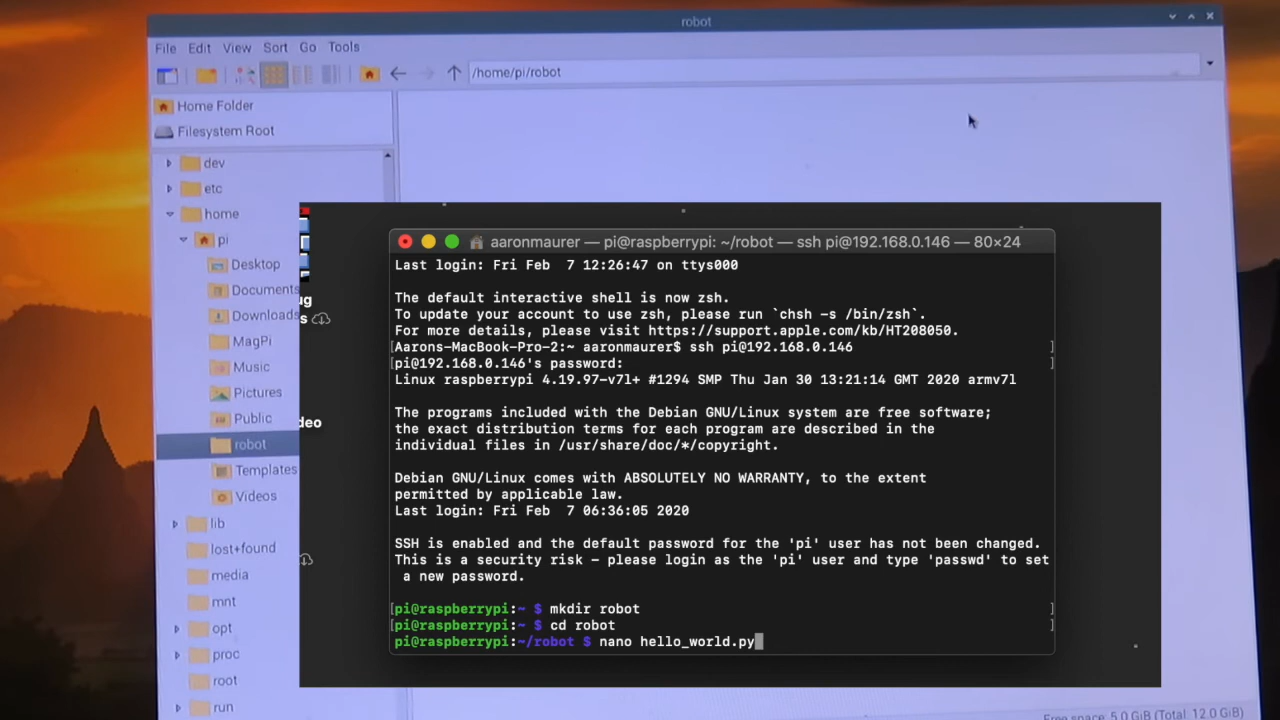 robot
File Edit View Sort Go Tools
/home/pi/robot
Home Folder
Filesystem Root
dev
etc
home
pi
Desktop
Documents
Downloads
MagPi
Music
Pictures
Public
robot
Templates
Videos
lib
lost+found
media
mnt
opt
proc
root
run
ug
s
deo
aaronmaurer — pi@raspberrypi: ~/robot — ssh pi@192.168.0.146 — 80×24
Last login: Fri Feb  7 12:26:47 on ttys000
The default interactive shell is now zsh.
To update your account to use zsh, please run `chsh -s /bin/zsh`.
For more details, please visit https://support.apple.com/kb/HT208050.
[Aarons-MacBook-Pro-2:~ aaronmaurer$ ssh pi@192.168.0.146 ]
[pi@192.168.0.146's password: ]
Linux raspberrypi 4.19.97-v7l+ #1294 SMP Thu Jan 30 13:21:14 GMT 2020 armv7l
The programs included with the Debian GNU/Linux system are free software;
the exact distribution terms for each program are described in the
individual files in /usr/share/doc/*/copyright.
Debian GNU/Linux comes with ABSOLUTELY NO WARRANTY, to the extent
permitted by applicable law.
Last login: Fri Feb  7 06:36:05 2020
SSH is enabled and the default password for the 'pi' user has not been changed.
This is a security risk - please login as the 'pi' user and type 'passwd' to set
a new password.
[pi@raspberrypi:~ $ mkdir robot ]
[pi@raspberrypi:~ $ cd robot ]
pi@raspberrypi:~/robot $ nano hello_world.py
Free space: 5.0 GiB (Total: 12.0 GiB)